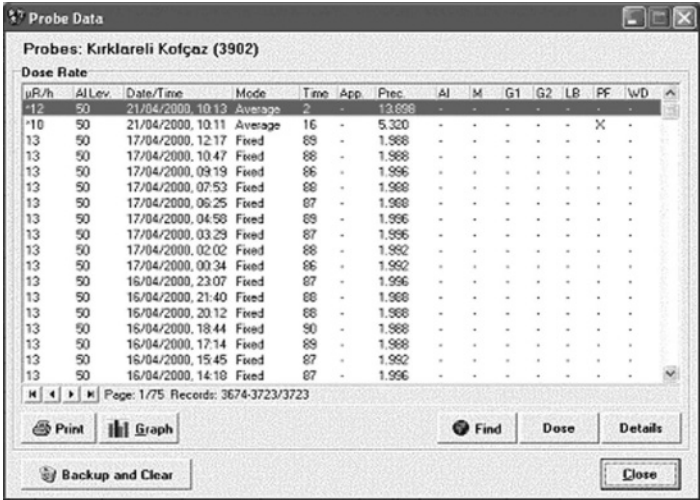 Probe Data
Probes: Kırklareli Kofçaz (3902)
Dose Rate
µR/h Al Lev. Date/Time Mode Time App. Prec. Al M G1 G2 LB PF WD
^12 50 21/04/2000, 10:13 Average 2 - 13.898 - - - - - - -
^10 50 21/04/2000, 10:11 Average 16 - 5.320 - - - - - X -
13 50 17/04/2000, 12:17 Fixed 89 - 1.988 - - - - - - -
13 50 17/04/2000, 10:47 Fixed 88 - 1.988 - - - - - - -
13 50 17/04/2000, 09:19 Fixed 86 - 1.996 - - - - - - -
13 50 17/04/2000, 07:53 Fixed 88 - 1.988 - - - - - - -
13 50 17/04/2000, 06:25 Fixed 87 - 1.988 - - - - - - -
13 50 17/04/2000, 04:58 Fixed 89 - 1.996 - - - - - - -
13 50 17/04/2000, 03:29 Fixed 87 - 1.996 - - - - - - -
13 50 17/04/2000, 02:02 Fixed 88 - 1.992 - - - - - - -
13 50 17/04/2000, 00:34 Fixed 86 - 1.992 - - - - - - -
13 50 16/04/2000, 23:07 Fixed 87 - 1.996 - - - - - - -
13 50 16/04/2000, 21:40 Fixed 88 - 1.988 - - - - - - -
13 50 16/04/2000, 20:12 Fixed 88 - 1.988 - - - - - - -
13 50 16/04/2000, 18:44 Fixed 90 - 1.988 - - - - - - -
13 50 16/04/2000, 17:14 Fixed 89 - 1.988 - - - - - - -
13 50 16/04/2000, 15:45 Fixed 87 - 1.992 - - - - - - -
13 50 16/04/2000, 14:18 Fixed 87 - 1.996 - - - - - - -
Page: 1/75 Records: 3674-3723/3723
Print Graph Find Dose Details
Backup and Clear Close